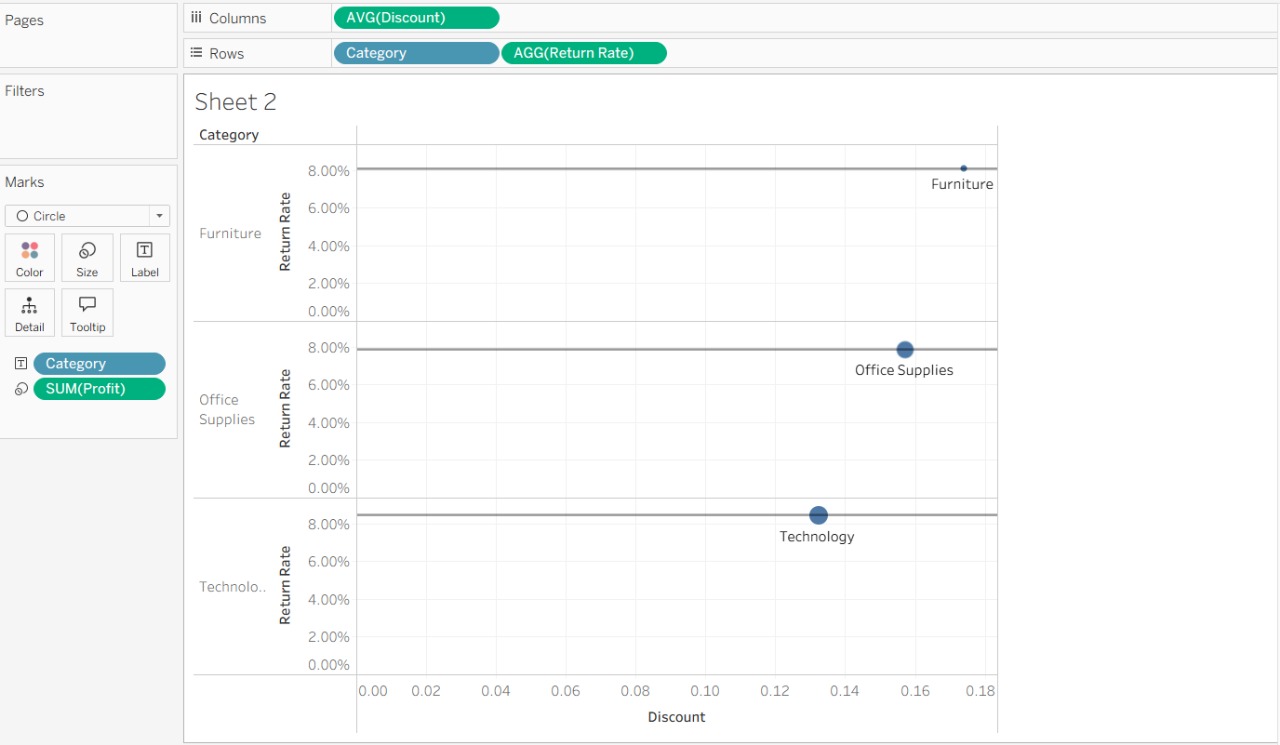 Pages
Columns
AVG(Discount)
Rows
Category
AGG(Return Rate)
Filters
Marks
Circle
Color
Size
Label
Detail
Tooltip
Category
SUM(Profit)
Sheet 2
Category
Furniture
Return Rate
8.00%
6.00%
4.00%
2.00%
0.00%
Furniture
Office
Supplies
Return Rate
8.00%
6.00%
4.00%
2.00%
0.00%
Office Supplies
Technolo..
Return Rate
8.00%
6.00%
4.00%
2.00%
0.00%
Technology
0.00 0.02 0.04 0.06 0.08 0.10 0.12 0.14 0.16 0.18
Discount